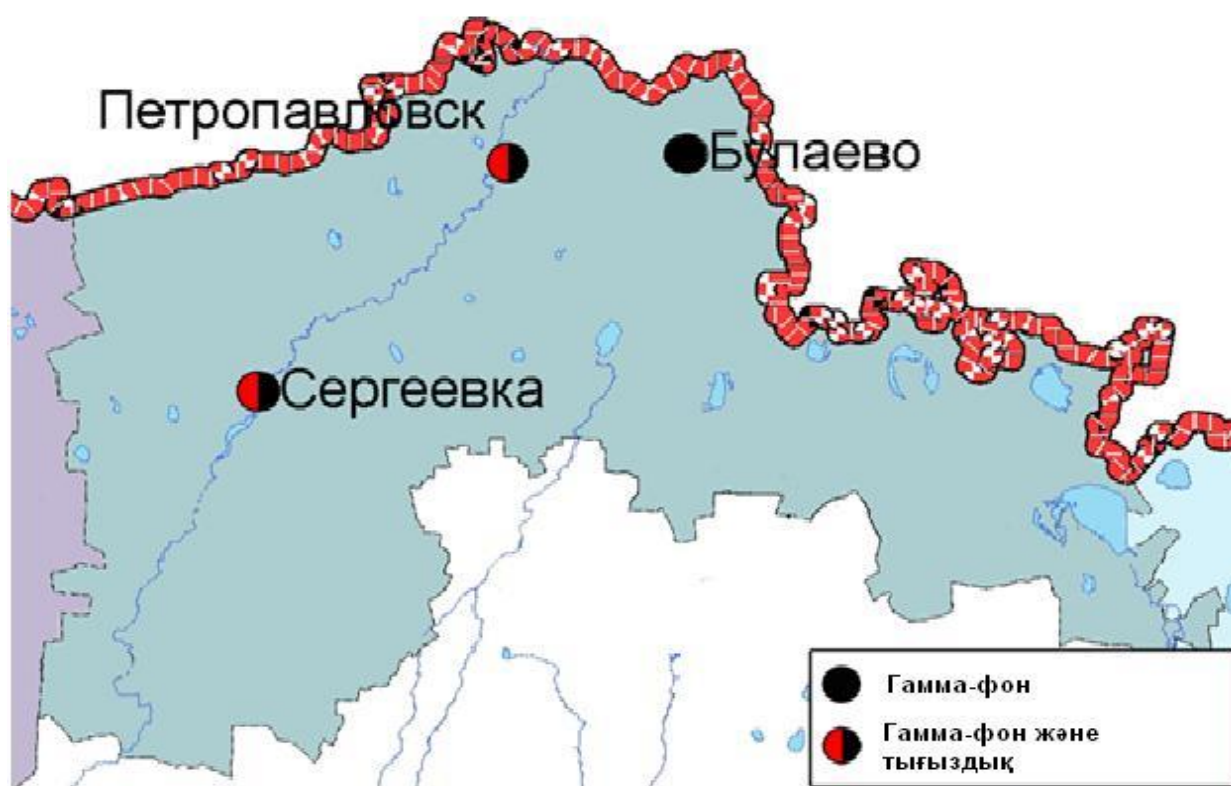 Петропавловск
Булаево
Сергеевка
Гамма-фон
Гамма-фон және
тығыздық